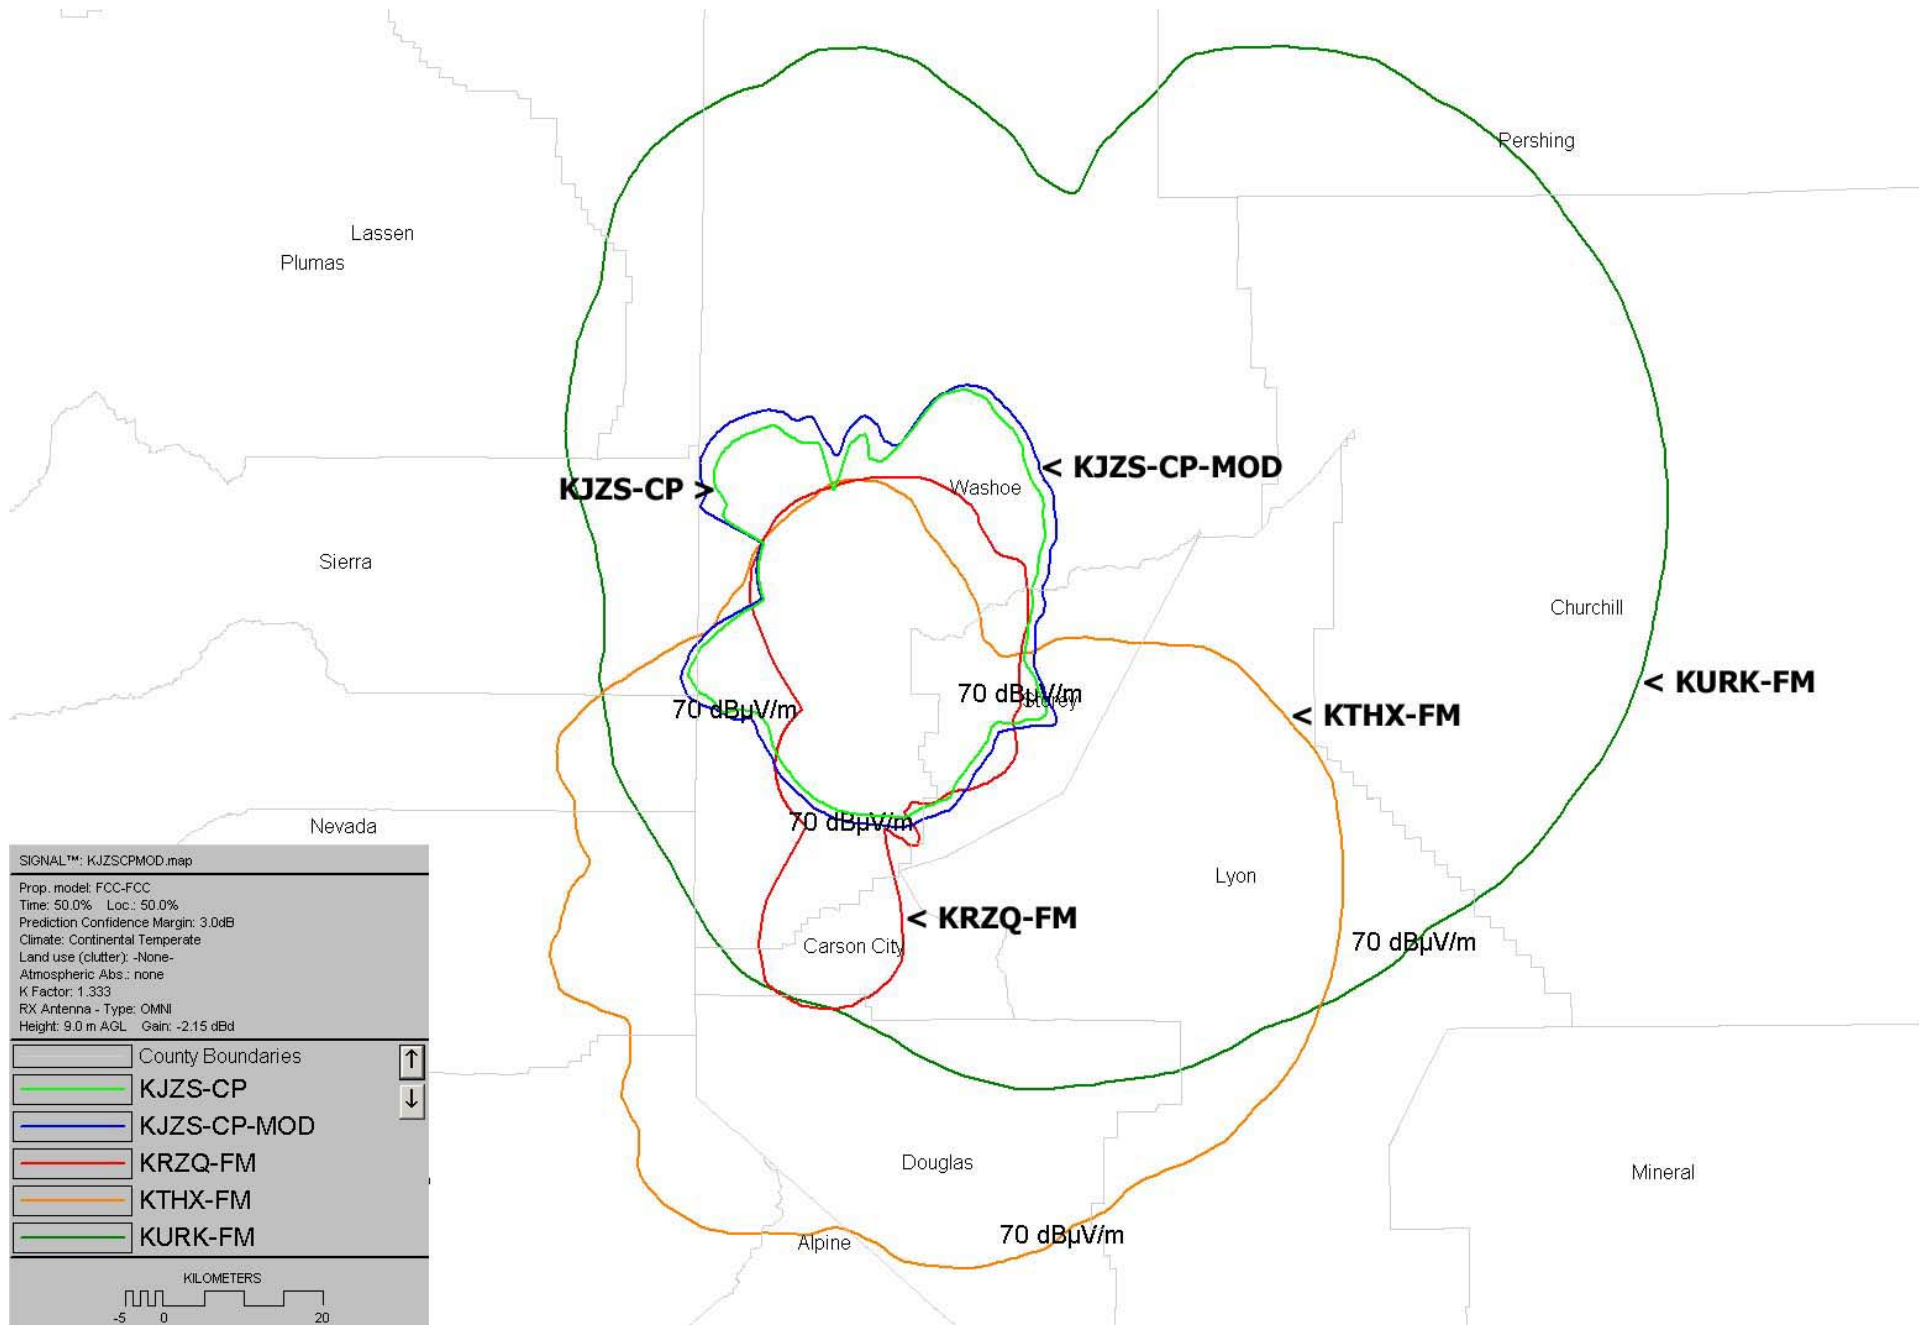 Pershing
Lassen
Plumas
< KJZS-CP-MOD
KJZS-CP >
Washoe
Sierra
Churchill
< KURK-FM
70 dBµV/m
Storey
70 dBµV/m
< KTHX-FM
70 dBµV/m
Nevada
Lyon
< KRZQ-FM
Carson City
70 dBµV/m
Douglas
Mineral
70 dBµV/m
Alpine
SIGNAL™: KJZSCPMOD.map
Prop. model: FCC-FCC
Time: 50.0% Loc.: 50.0%
Prediction Confidence Margin: 3.0dB
Climate: Continental Temperate
Land use (clutter): -None-
Atmospheric Abs.: none
K Factor: 1.333
RX Antenna - Type: OMNI
Height: 9.0 m AGL Gain: -2.15 dBd
County Boundaries
↑
KJZS-CP
↓
KJZS-CP-MOD
KRZQ-FM
KTHX-FM
KURK-FM
KILOMETERS
-5 0 20